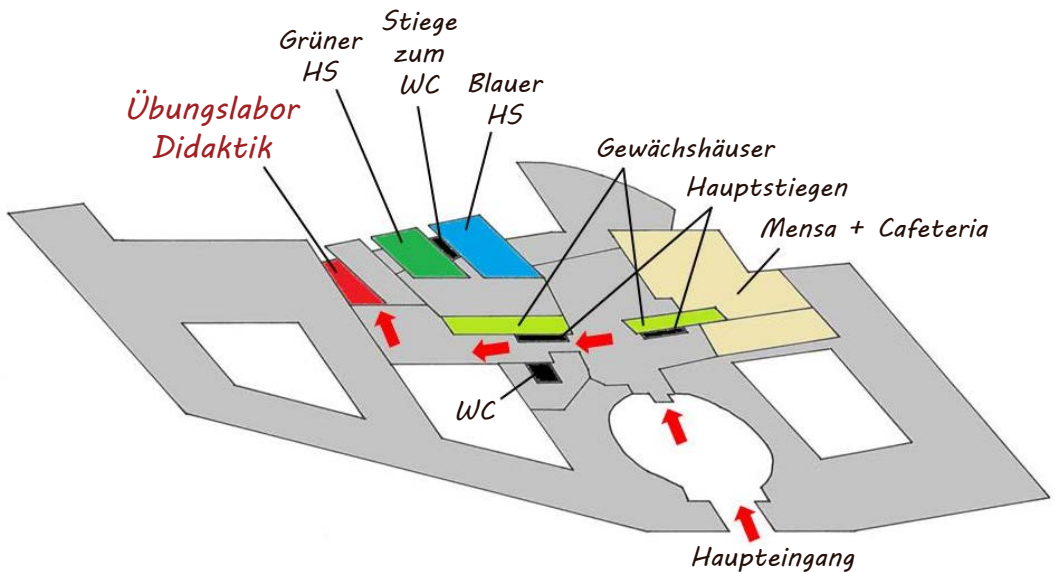 Grüner
HS
Stiege
zum
WC
Blauer
HS
Übungslabor
Didaktik
Gewächshäuser
Hauptstiegen
Mensa + Cafeteria
WC
Haupteingang